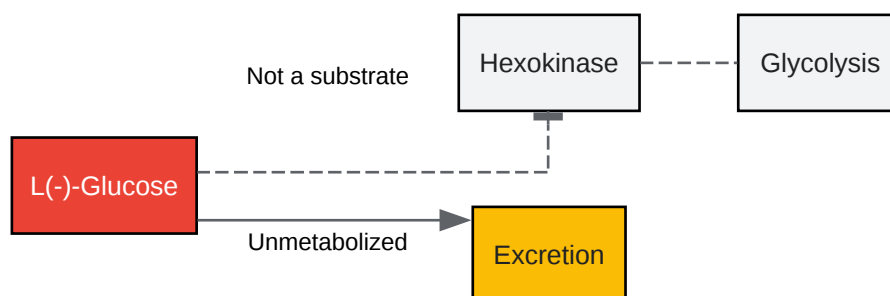 Hexokinase
Glycolysis
Not a substrate
L(-)-Glucose
Unmetabolized
Excretion